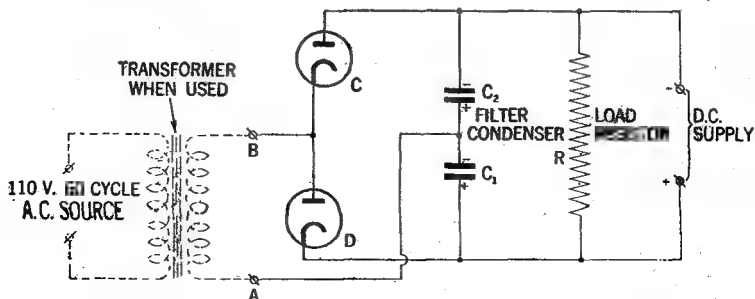 TRANSFORMER
WHEN USED
110 V. CYCLE
A.C. SOURCE
B
A
C
D
C2
FILTER
CONDENSER
C1
LOAD
R
D.C.
SUPPLY
-
+
-
+
-
+